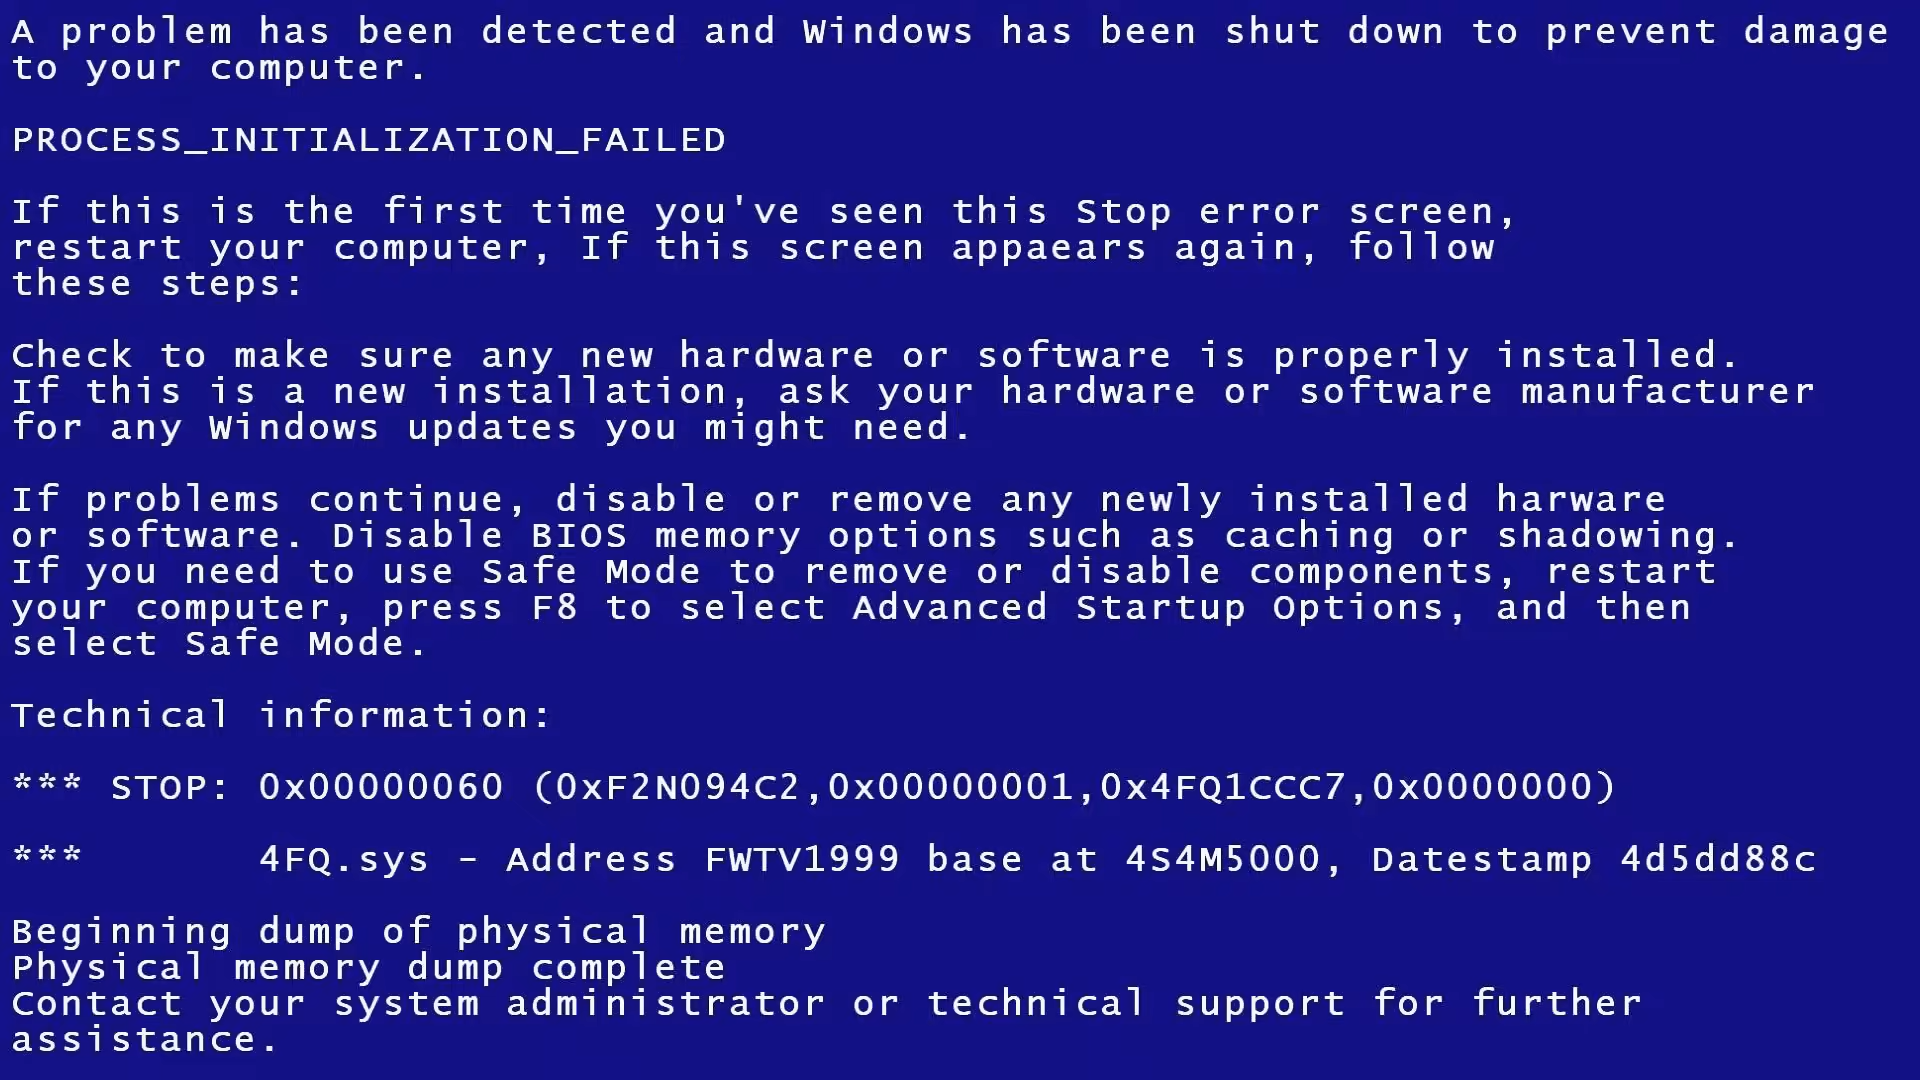 A problem has been detected and Windows has been shut down to prevent damage
to your computer.
PROCESS_INITIALIZATION_FAILED
If this is the first time you've seen this Stop error screen,
restart your computer, If this screen appaears again, follow
these steps:
Check to make sure any new hardware or software is properly installed.
If this is a new installation, ask your hardware or software manufacturer
for any Windows updates you might need.
If problems continue, disable or remove any newly installed harware
or software. Disable BIOS memory options such as caching or shadowing.
If you need to use Safe Mode to remove or disable components, restart
your computer, press F8 to select Advanced Startup Options, and then
select Safe Mode.
Technical information:
*** STOP: 0x00000060 (0xF2N094C2,0x00000001,0x4FQ1CCC7,0x0000000)
*** 4FQ.sys - Address FWTV1999 base at 4S4M5000, Datestamp 4d5dd88c
Beginning dump of physical memory
Physical memory dump complete
Contact your system administrator or technical support for further
assistance.